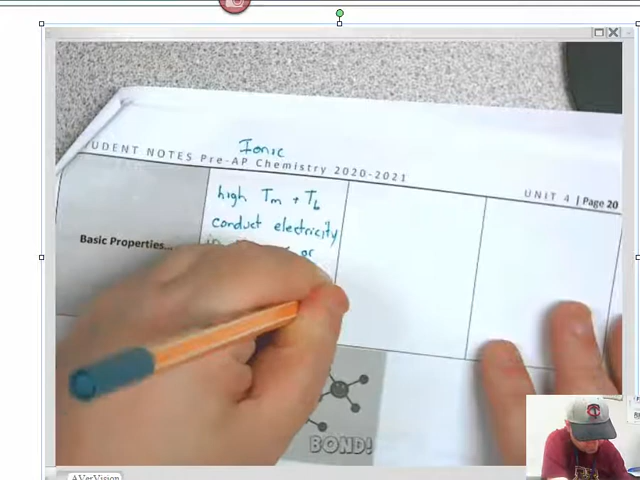 Ionic
UDENT NOTES Pre-AP Chemistry 2020-2021
UNIT 4 | Page 20
high Tm + Tb
Basic Properties...
conduct electricity
or
BOND!
AVerVision